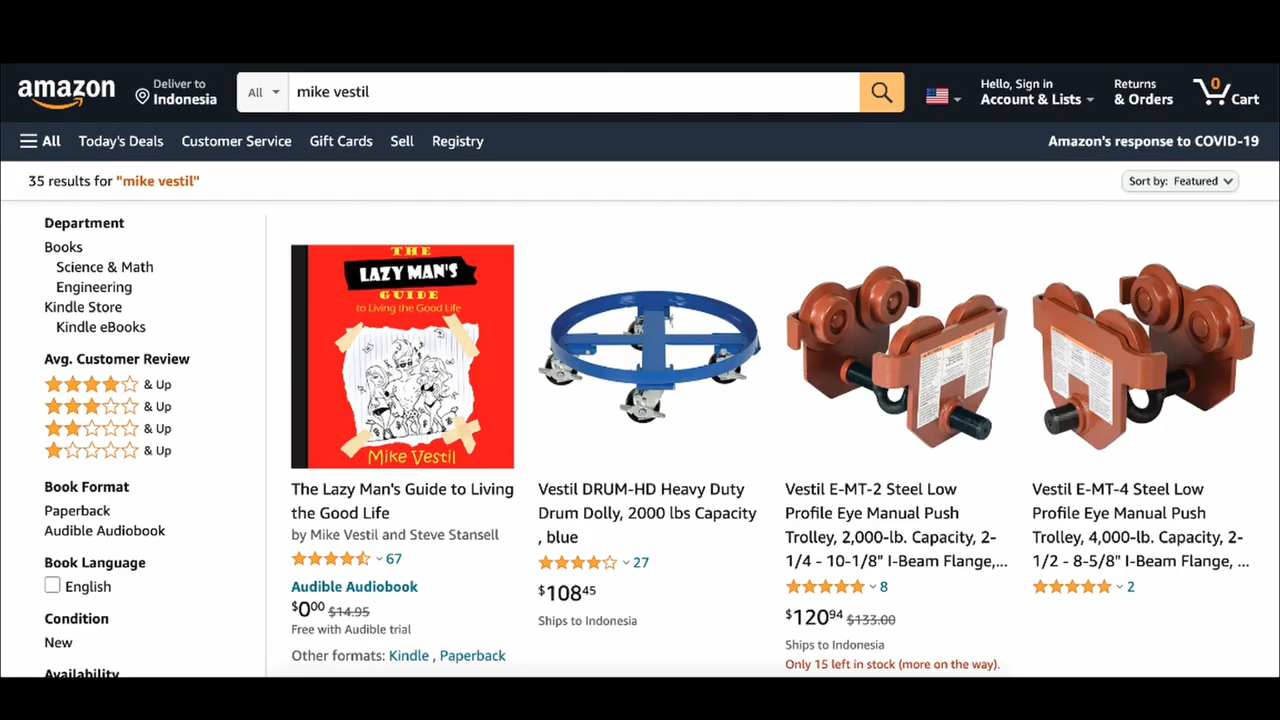 amazon
Deliver to
Indonesia
All
mike vestil
Hello, Sign in
Account & Lists
Returns
& Orders
0
Cart
All
Today's Deals
Customer Service
Gift Cards
Sell
Registry
Amazon's response to COVID-19
35 results for "mike vestil"
Sort by: Featured
Department
Books
Science & Math
Engineering
Kindle Store
Kindle eBooks
Avg. Customer Review
& Up
& Up
& Up
& Up
Book Format
Paperback
Audible Audiobook
Book Language
English
Condition
New
Availability
THE
LAZY MAN'S
GUIDE
to Living the Good Life
Mike Vestil
The Lazy Man's Guide to Living
the Good Life
by Mike Vestil and Steve Stansell
67
Audible Audiobook
$000 $14.95
Free with Audible trial
Other formats: Kindle , Paperback
Vestil DRUM-HD Heavy Duty
Drum Dolly, 2000 lbs Capacity
, blue
27
$10845
Ships to Indonesia
Vestil E-MT-2 Steel Low
Profile Eye Manual Push
Trolley, 2,000-lb. Capacity, 2-
1/4 - 10-1/8" I-Beam Flange,...
8
$12094 $133.00
Ships to Indonesia
Only 15 left in stock (more on the way).
Vestil E-MT-4 Steel Low
Profile Eye Manual Push
Trolley, 4,000-lb. Capacity, 2-
1/2 - 8-5/8" I-Beam Flange, ...
2